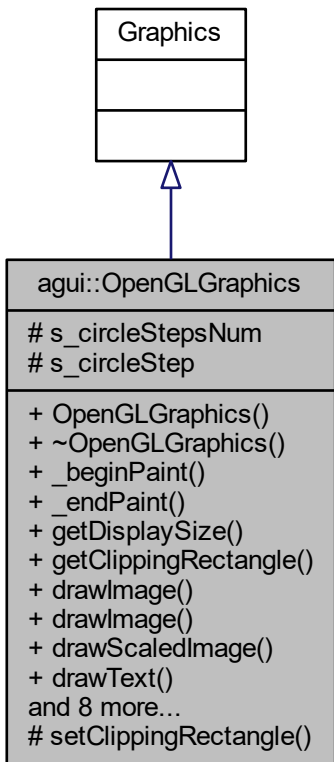 Graphics
agui::OpenGLGraphics
# s_circleStepsNum
# s_circleStep
+ OpenGLGraphics()
+ ~OpenGLGraphics()
+ _beginPaint()
+ _endPaint()
+ getDisplaySize()
+ getClippingRectangle()
+ drawImage()
+ drawImage()
+ drawScaledImage()
+ drawText()
and 8 more...
# setClippingRectangle()